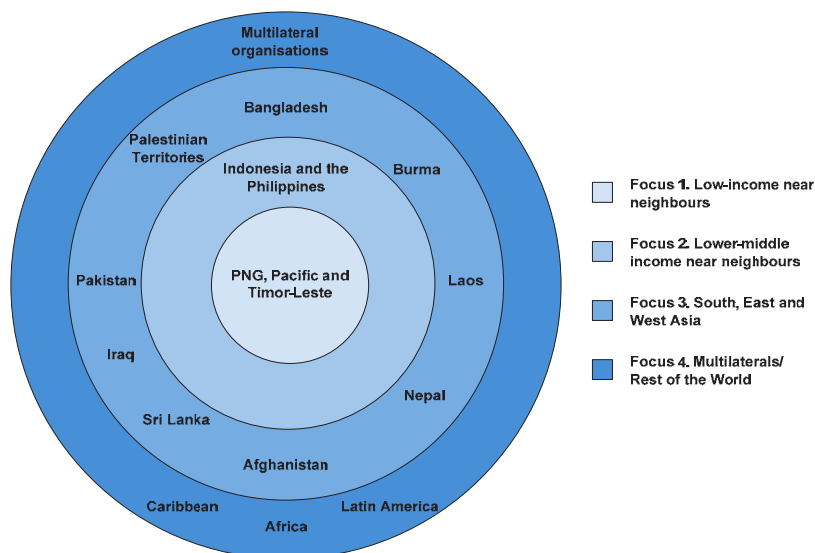 Multilateral
organisations
Bangladesh
Palestinian
Territories
Burma
Indonesia and the
Philippines
PNG, Pacific and
Timor-Leste
Pakistan
Laos
Iraq
Nepal
Sri Lanka
Afghanistan
Caribbean
Latin America
Africa
Focus 1. Low-income near
neighbours
Focus 2. Lower-middle
income near neighbours
Focus 3. South, East and
West Asia
Focus 4. Multilaterals/
Rest of the World